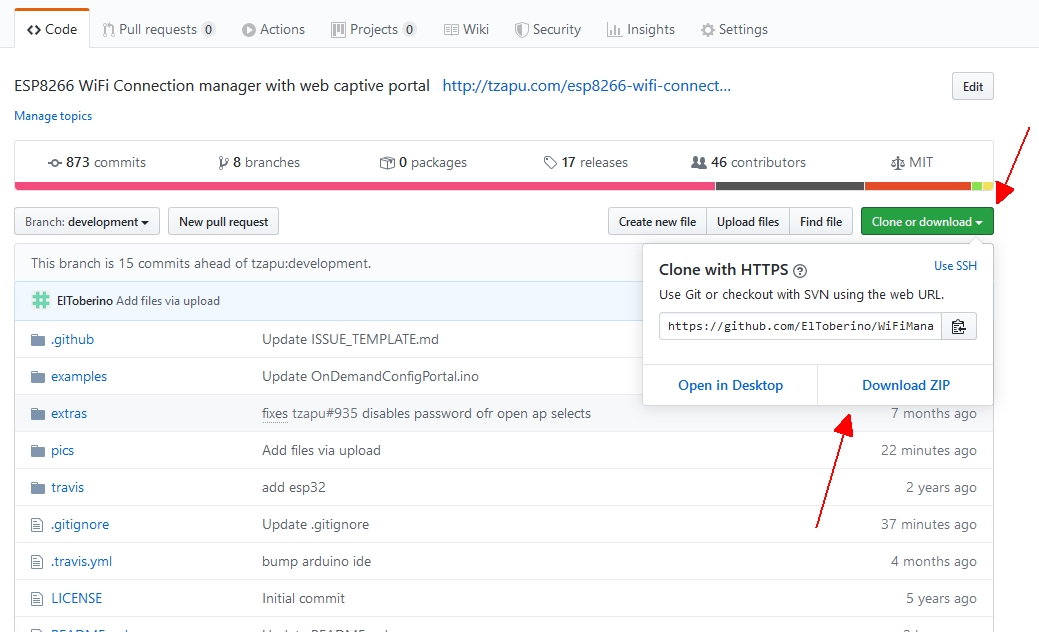 Code Pull requests 0 Actions Projects 0 Wiki Security Insights Settings
ESP8266 WiFi Connection manager with web captive portal http://tzapu.com/esp8266-wifi-connect... Edit
Manage topics
873 commits 8 branches 0 packages 17 releases 46 contributors MIT
Branch: development New pull request Create new file Upload files Find file Clone or download
This branch is 15 commits ahead of tzapu:development.
Clone with HTTPS ? Use SSH
Use Git or checkout with SVN using the web URL.
https://github.com/ElToberino/WiFiMana
Open in Desktop Download ZIP
ElToberino Add files via upload
.github Update ISSUE_TEMPLATE.md
examples Update OnDemandConfigPortal.ino
extras fixes tzapu#935 disables password ofr open ap selects 7 months ago
pics Add files via upload 22 minutes ago
travis add esp32 2 years ago
.gitignore Update .gitignore 37 minutes ago
.travis.yml bump arduino ide 4 months ago
LICENSE Initial commit 5 years ago